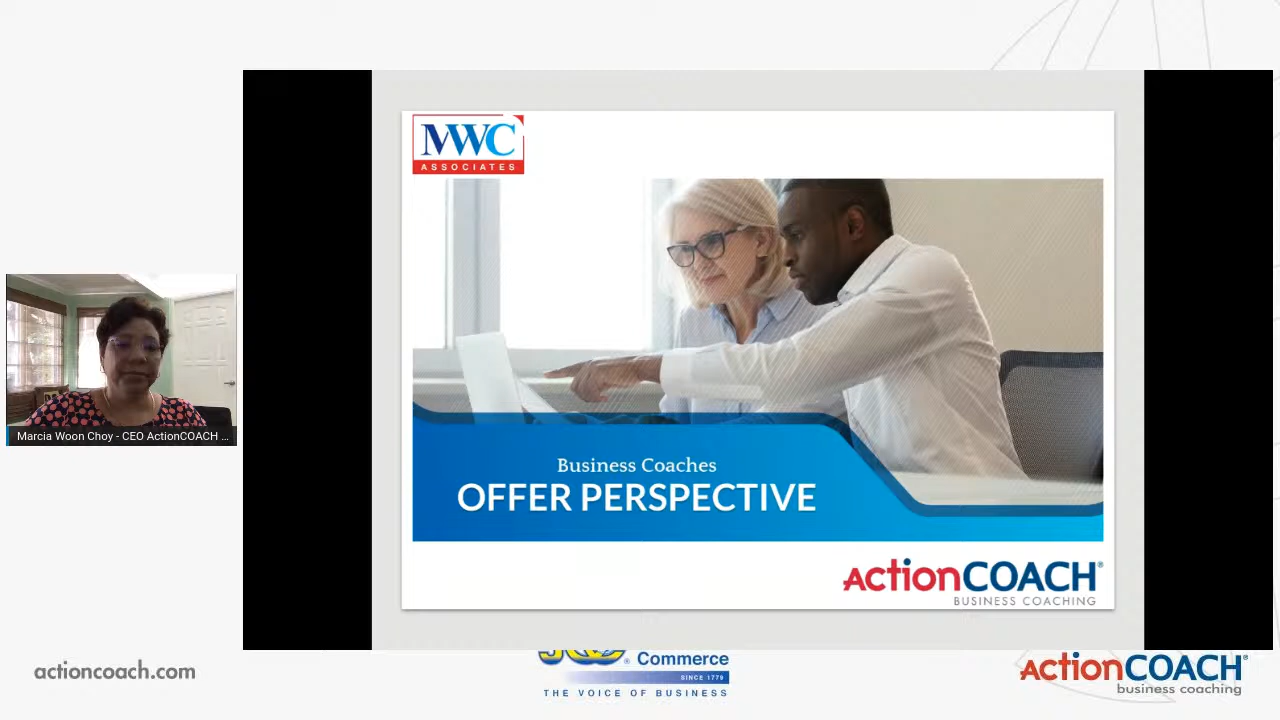 MWC
ASSOCIATES
Business Coaches
OFFER PERSPECTIVE
ActionCOACH®
BUSINESS COACHING
Marcia Woon Choy - CEO ActionCOACH ...
actioncoach.com
® Commerce
SINCE 1779
THE VOICE OF BUSINESS
ActionCOACH®
business coaching